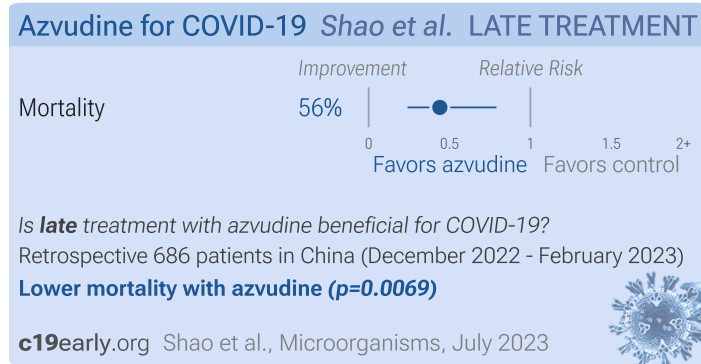 Azvudine for COVID-19 Shao et al. LATE TREATMENT
Improvement Relative Risk
Mortality 56%
0 0.5 1 1.5 2+
Favors azvudine Favors control
Is late treatment with azvudine beneficial for COVID-19?
Retrospective 686 patients in China (December 2022 - February 2023)
Lower mortality with azvudine (p=0.0069)
c19early.org Shao et al., Microorganisms, July 2023